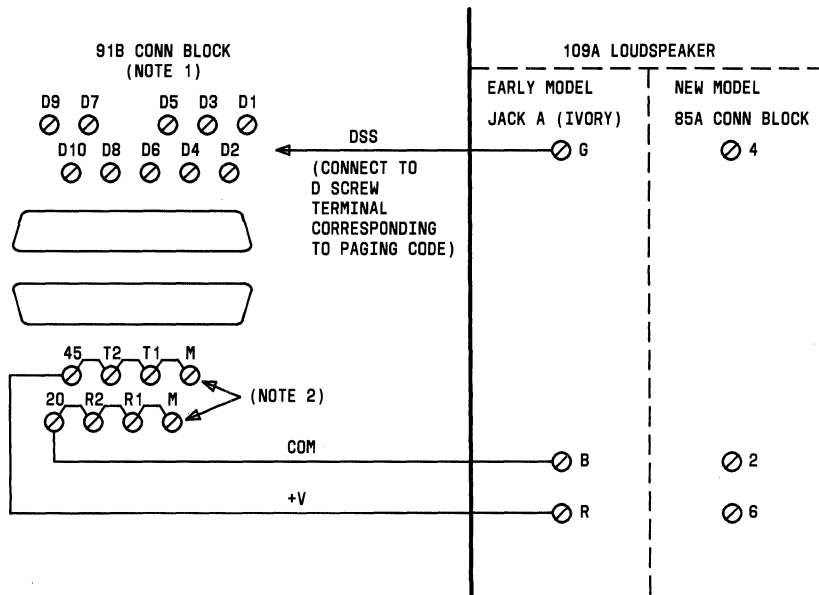 91B CONN BLOCK
(NOTE 1)
D9 D7 D5 D3 D1
D10 D8 D6 D4 D2
DSS
(CONNECT TO
D SCREW
TERMINAL
CORRESPONDING
TO PAGING CODE)
45 T2 T1 M
20 R2 R1 M
(NOTE 2)
COM
+V
109A LOUDSPEAKER
EARLY MODEL
JACK A (IVORY)
G
B
R
NEW MODEL
85A CONN BLOCK
4
2
6